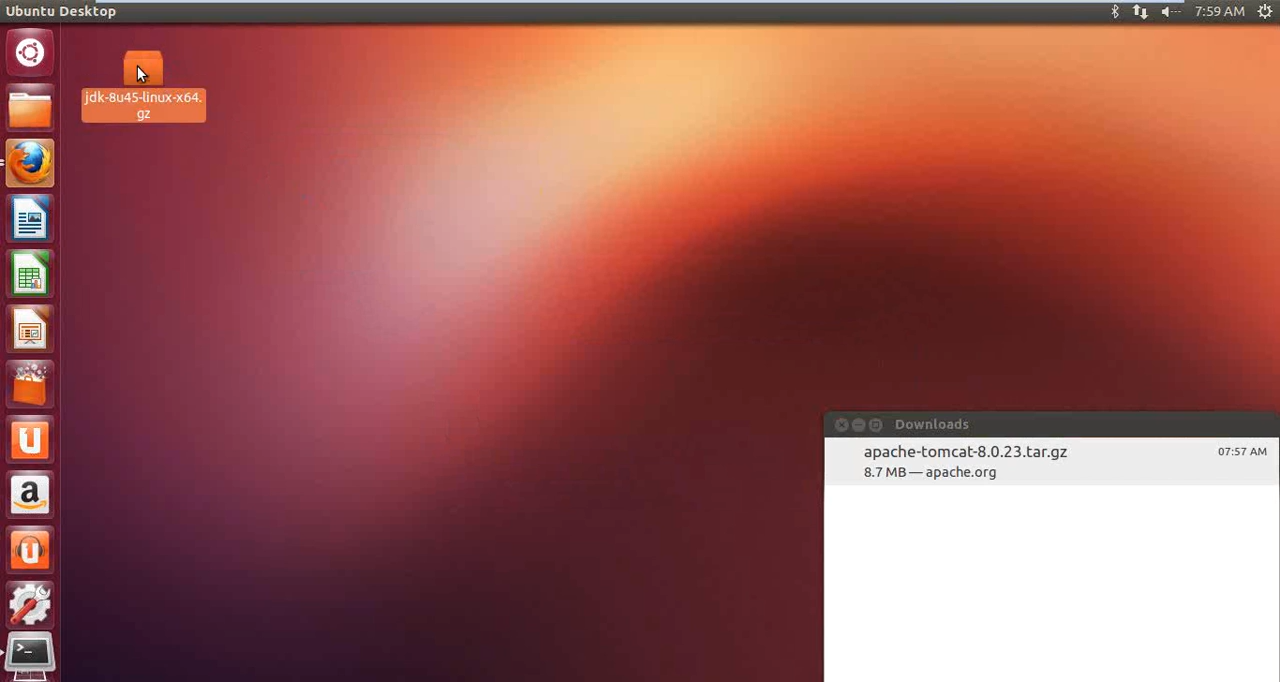 Ubuntu Desktop
7:59 AM
jdk-8u45-linux-x64.
gz
Downloads
apache-tomcat-8.0.23.tar.gz
07:57 AM
8.7 MB — apache.org